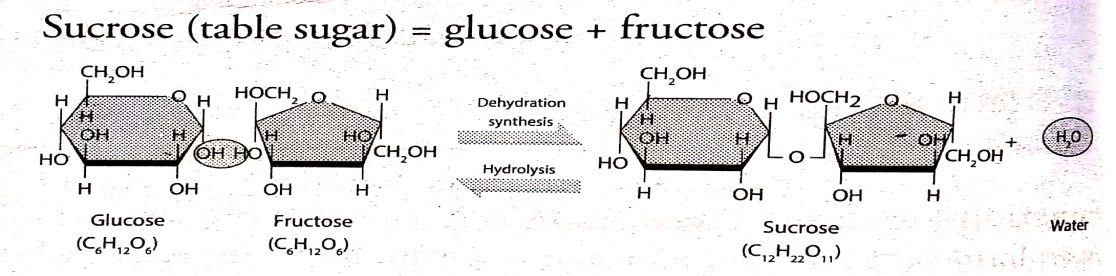 Sucrose (table sugar) = glucose + fructose
CH₂OH
H
O
H
H
OH
H
HO
OH
H
OH
HOCH₂
O
H
H
HO
HO
CH₂OH
OH
H
Glucose
(C₆H₁₂O₆)
Fructose
(C₆H₁₂O₆)
Dehydration
synthesis
Hydrolysis
CH₂OH
H
O
H
H
OH
H
HO
H
OH
O
HOCH2
O
H
H
OH
CH₂OH
OH
H
Sucrose
(C₁₂H₂₂O₁₁)
+
H₂O
Water